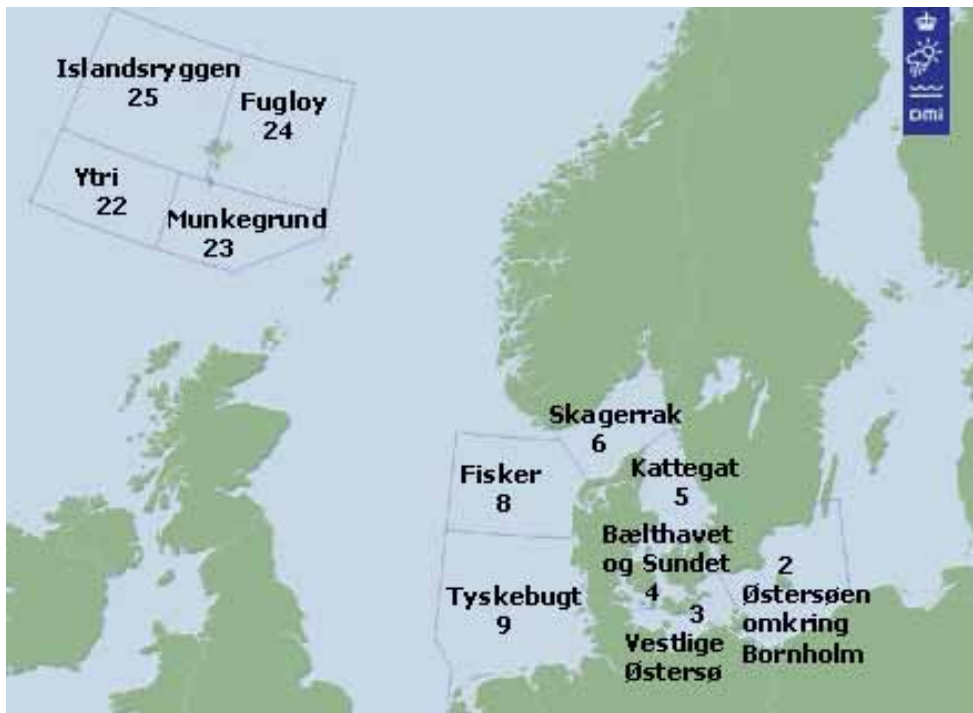 Islandsryggen
25
Fugloy
24
Ytri
22
Munkegrund
23
DMI
Skagerrak
6
Kattegat
5
Fisker
8
Bælthavet
og Sundet
4
2
Østersøen
omkring
Bornholm
3
Vestlige
Østersø
Tyskebugt
9